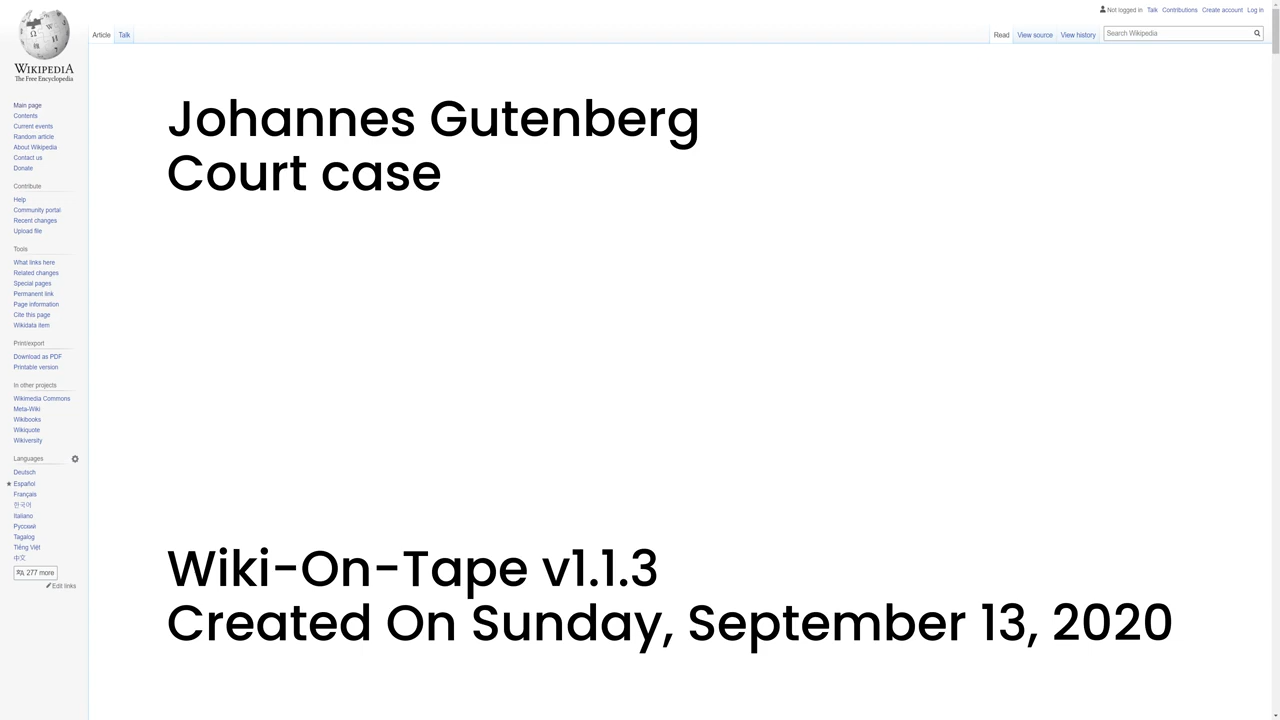 Not logged in Talk Contributions Create account Log in
Article Talk Read View source View history Search Wikipedia
WIKIPEDIA
The Free Encyclopedia
Main page
Contents
Current events
Random article
About Wikipedia
Contact us
Donate
Contribute
Help
Community portal
Recent changes
Upload file
Tools
What links here
Related changes
Special pages
Permanent link
Page information
Cite this page
Wikidata item
Print/export
Download as PDF
Printable version
In other projects
Wikimedia Commons
Meta-Wiki
Wikibooks
Wikiquote
Wikiversity
Languages
Deutsch
Español
Français
한국어
Italiano
Русский
Tagalog
Tiếng Việt
中文
277 more
Edit links
Johannes Gutenberg
Court case
Wiki-On-Tape v1.1.3
Created On Sunday, September 13, 2020